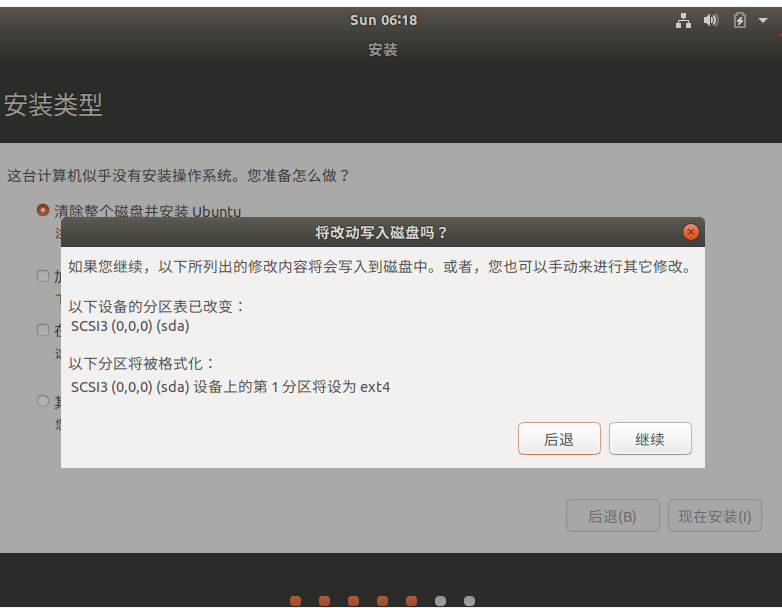 Sun 06:18
安装
安装类型
这台计算机似乎没有安装操作系统。您准备怎么做？
清除整个磁盘并安装 Ubuntu
将改动写入磁盘吗？
如果您继续，以下所列出的修改内容将会写入到磁盘中。或者，您也可以手动来进行其它修改。
以下设备的分区表已改变：
SCSI3 (0,0,0) (sda)
以下分区将被格式化：
SCSI3 (0,0,0) (sda) 设备上的第 1 分区将设为 ext4
后退 继续
后退(B) 现在安装(I)